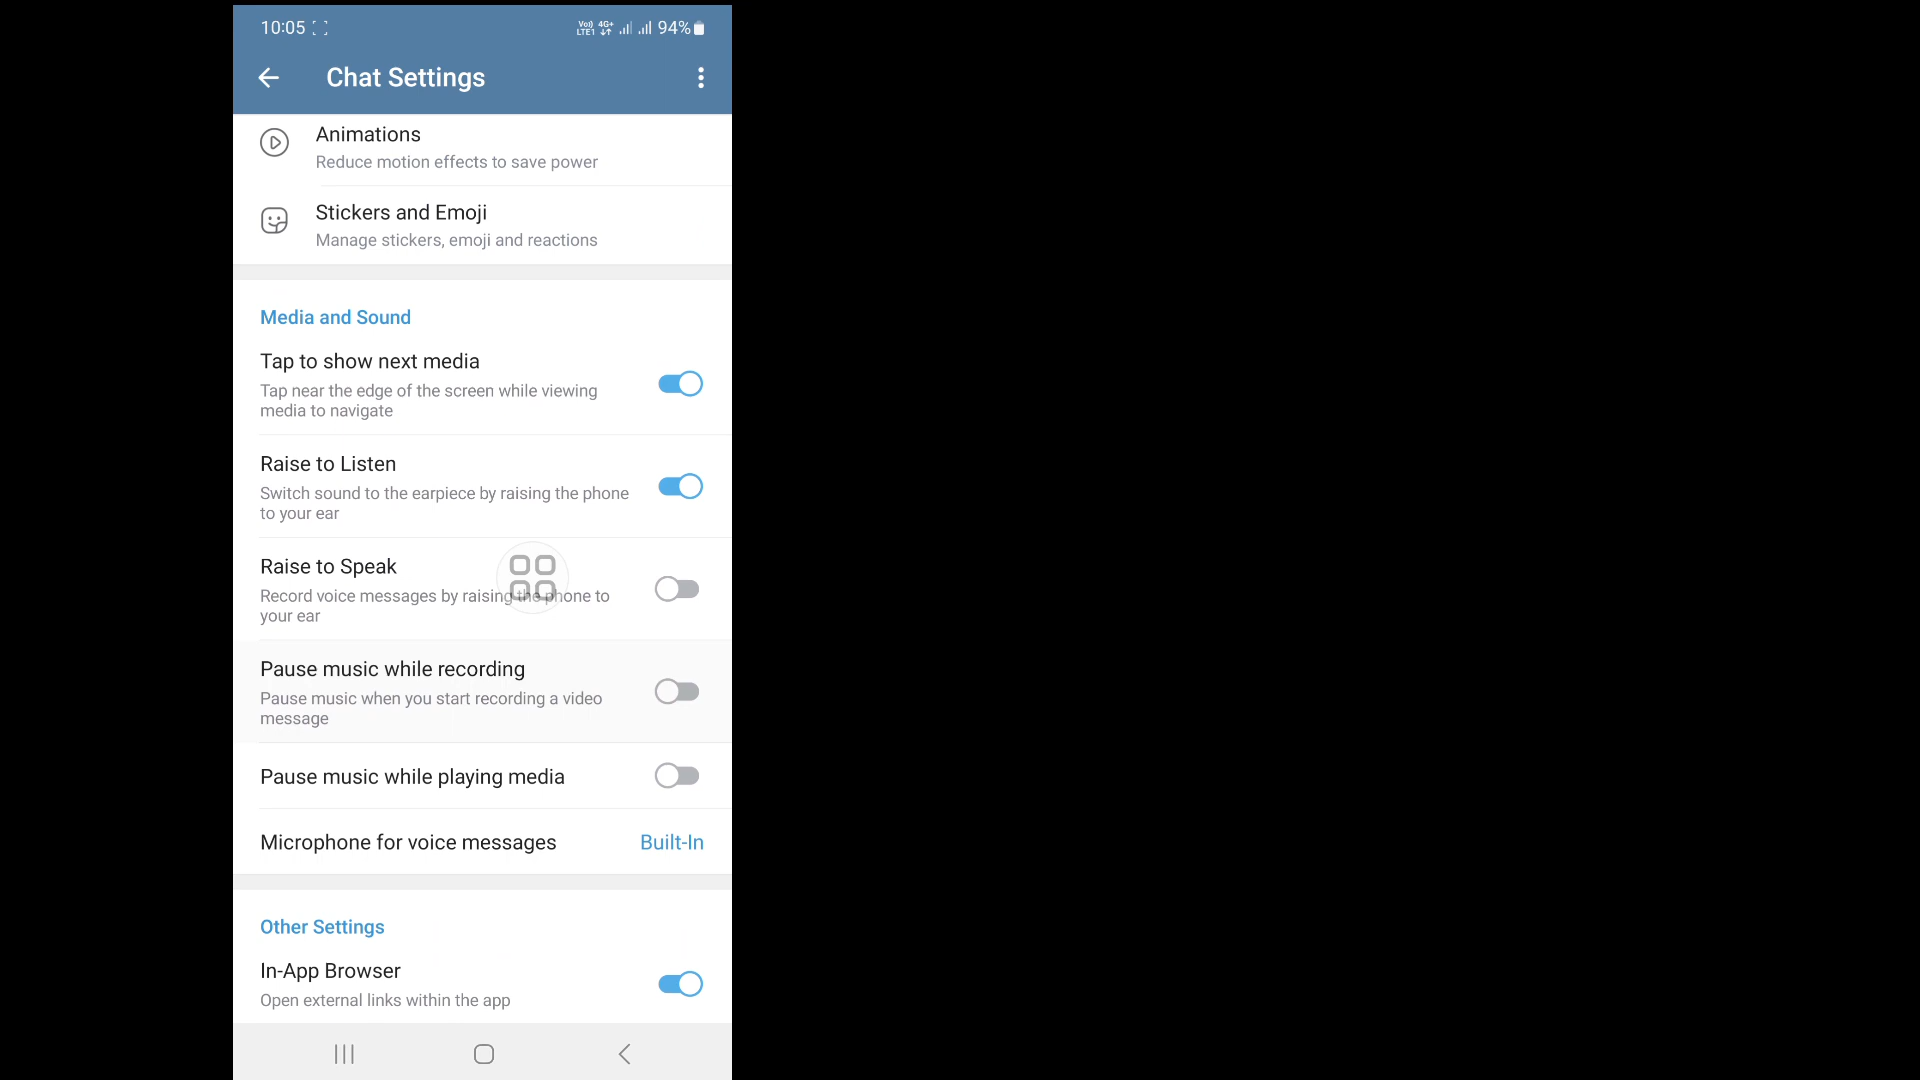 10:05
Vo)) 4G+ 94%
LTE1
Chat Settings
Animations
Reduce motion effects to save power
Stickers and Emoji
Manage stickers, emoji and reactions
Media and Sound
Tap to show next media
Tap near the edge of the screen while viewing
media to navigate
Raise to Listen
Switch sound to the earpiece by raising the phone
to your ear
Raise to Speak
Record voice messages by raising the phone to
your ear
Pause music while recording
Pause music when you start recording a video
message
Pause music while playing media
Microphone for voice messages Built-In
Other Settings
In-App Browser
Open external links within the app